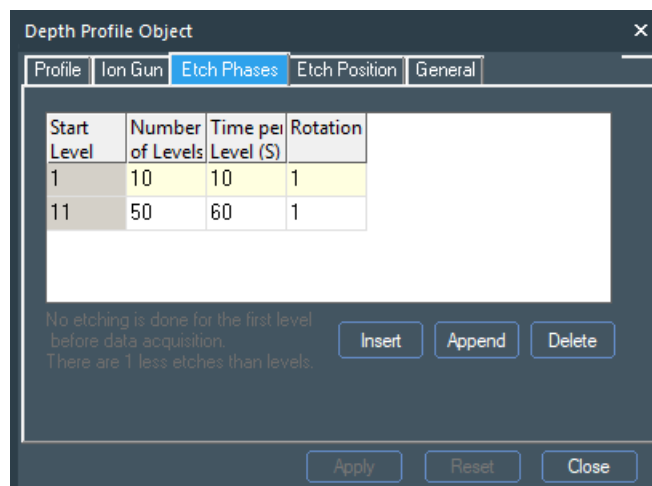 Depth Profile Object
Profile Ion Gun Etch Phases Etch Position General
Start Number Time per Rotation
Level of Levels Level (S)
1 10 10 1
11 50 60 1
No etching is done for the first level
before data acquisition.
There are 1 less etches than levels.
Insert Append Delete
Apply Reset Close